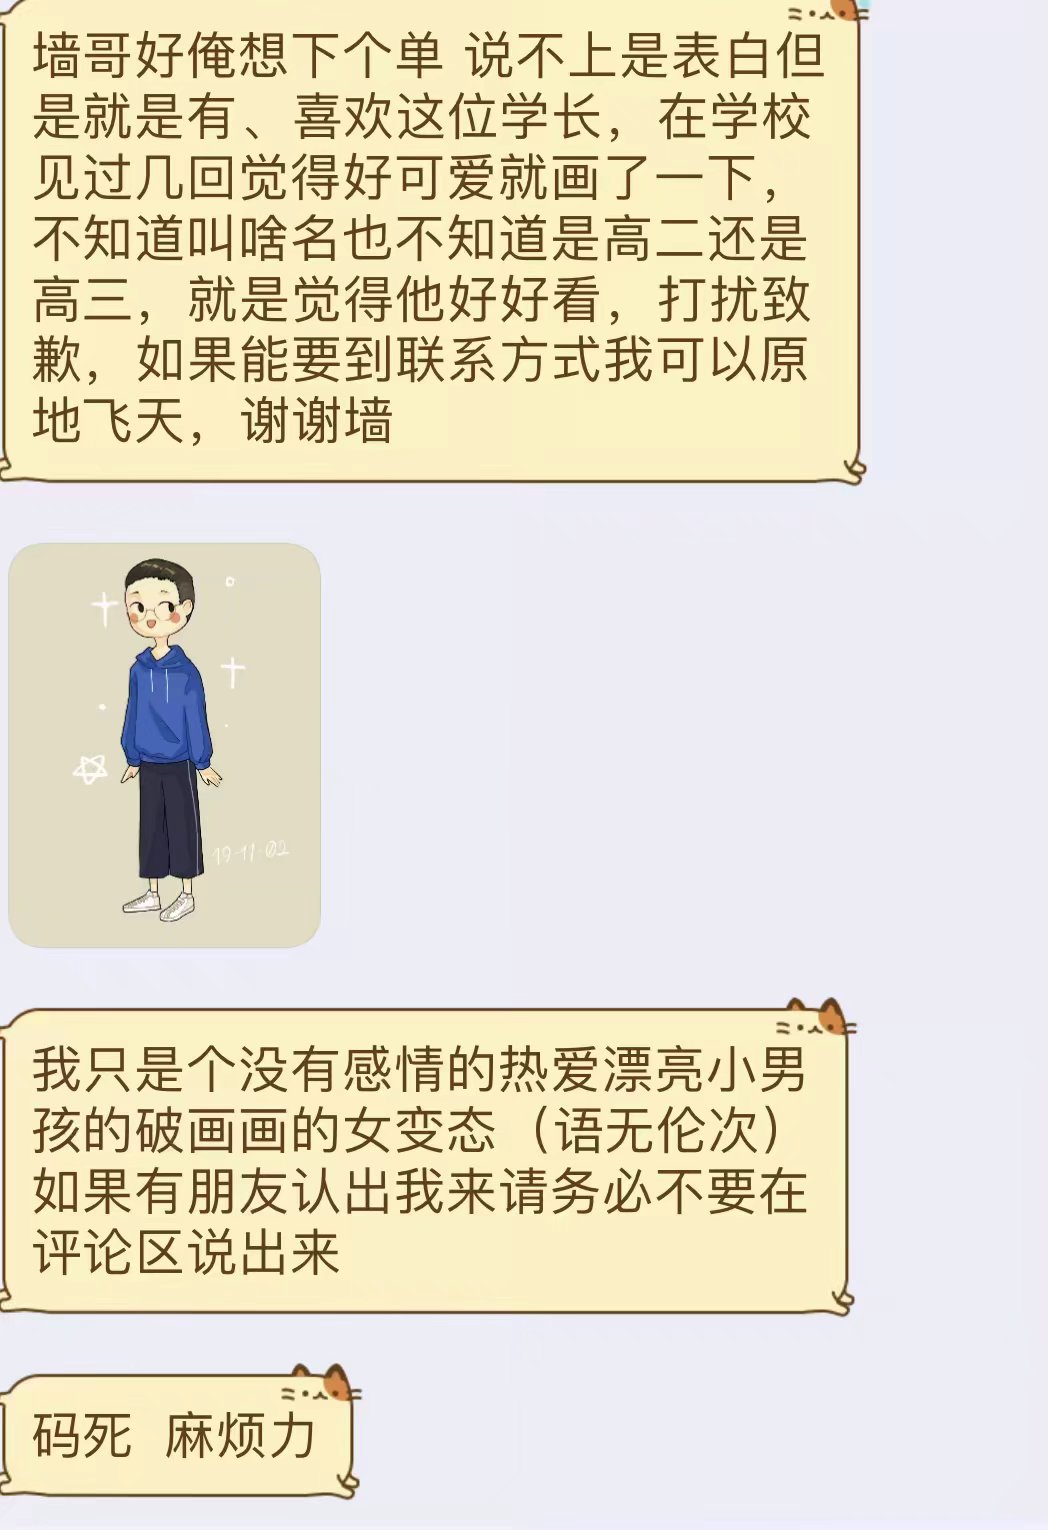 墙哥好俺想下个单 说不上是表白但
是就是有、喜欢这位学长，在学校
见过几回觉得好可爱就画了一下，
不知道叫啥名也不知道是高二还是
高三，就是觉得他好好看，打扰致
歉，如果能要到联系方式我可以原
地飞天，谢谢墙
19-11-02
我只是个没有感情的热爱漂亮小男
孩的破画画的女变态（语无伦次）
如果有朋友认出我来请务必不要在
评论区说出来
码死 麻烦力